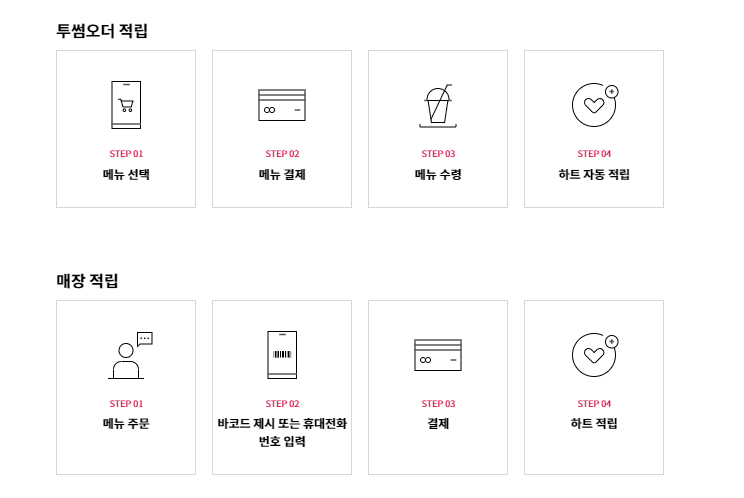 투썸오더 적립
STEP 01
메뉴 선택
STEP 02
메뉴 결제
STEP 03
메뉴 수령
STEP 04
하트 자동 적립
매장 적립
STEP 01
메뉴 주문
STEP 02
바코드 제시 또는 휴대전화
번호 입력
STEP 03
결제
STEP 04
하트 적립